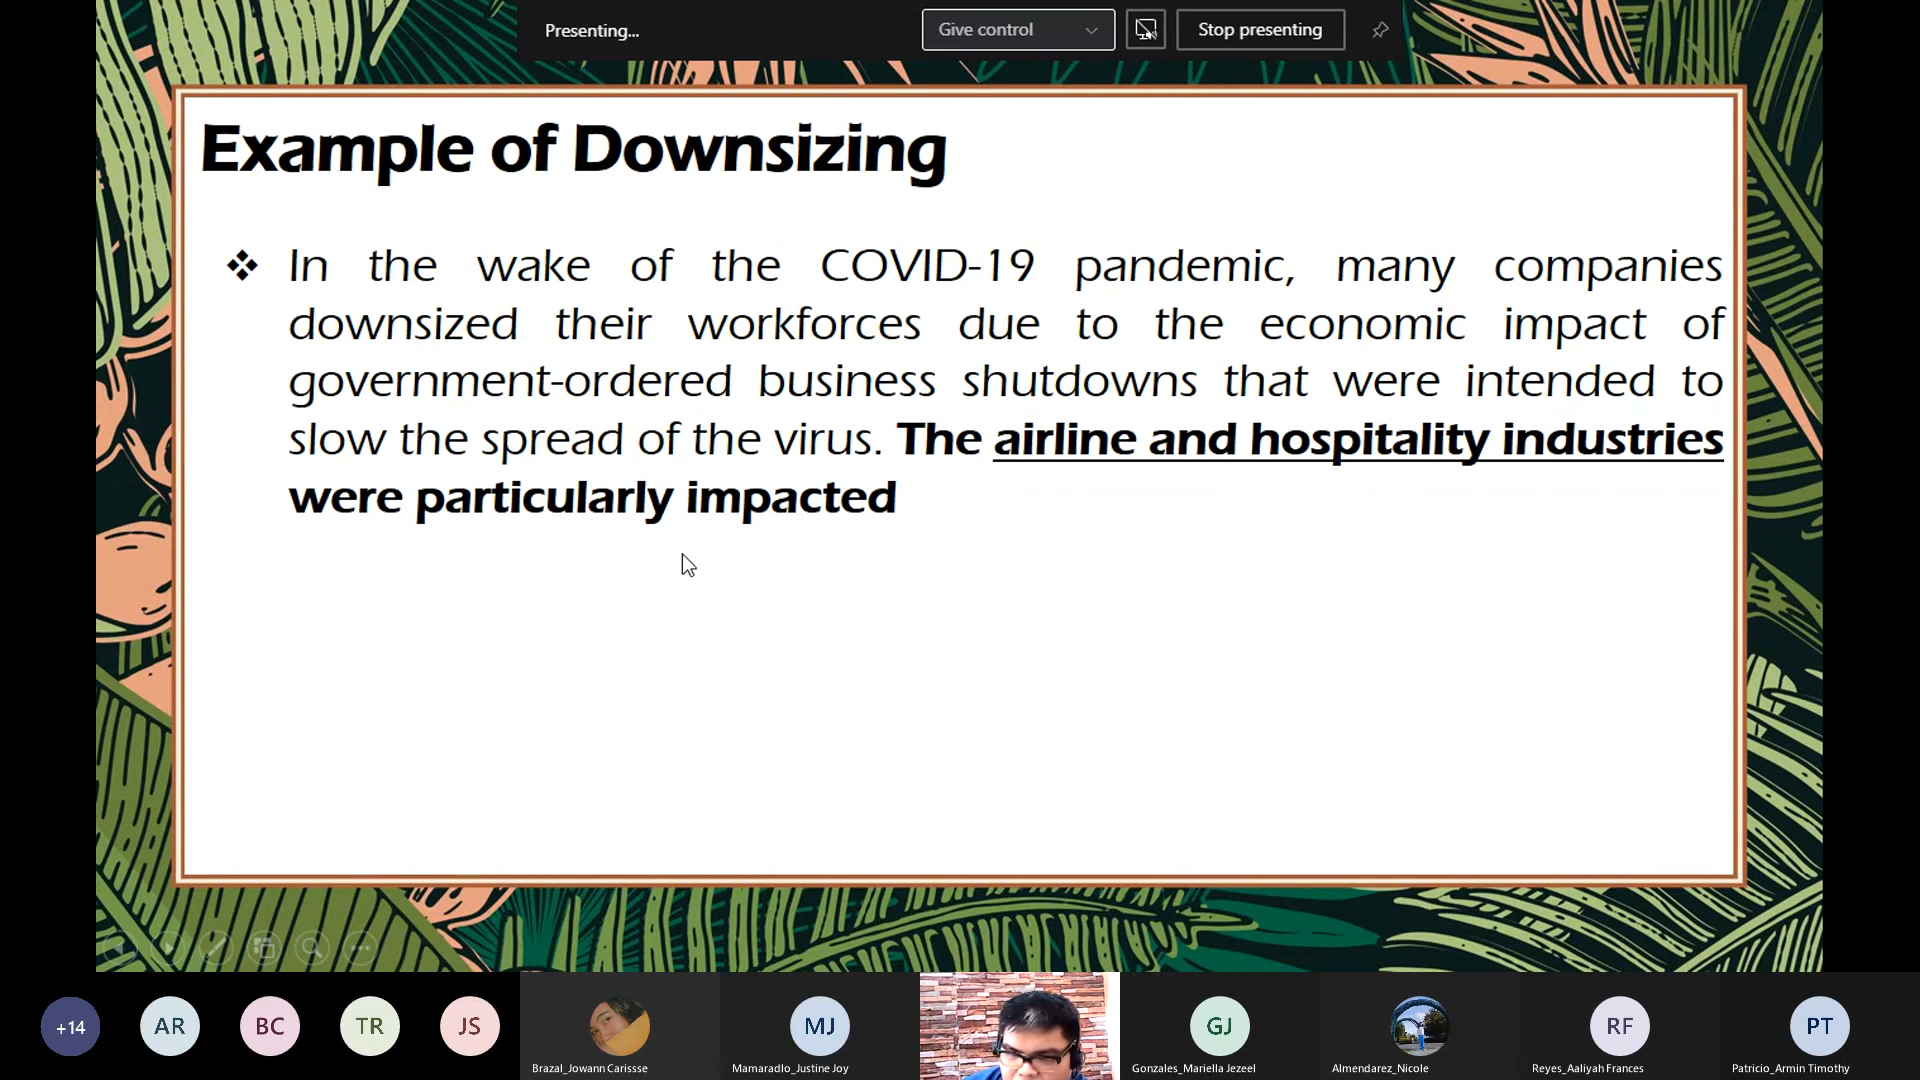 Presenting...
Give control
Stop presenting
Example of Downsizing
❖ In the wake of the COVID-19 pandemic, many companies
downsized their workforces due to the economic impact of
government-ordered business shutdowns that were intended to
slow the spread of the virus. The airline and hospitality industries
were particularly impacted
+14
AR
BC
TR
JS
MJ
GJ
RF
PT
Brazal_Jowann Carissse
Mamaradlo_Justine Joy
Gonzales_Mariella Jezeel
Almendarez_Nicole
Reyes_Aaliyah Frances
Patricio_Armin Timothy